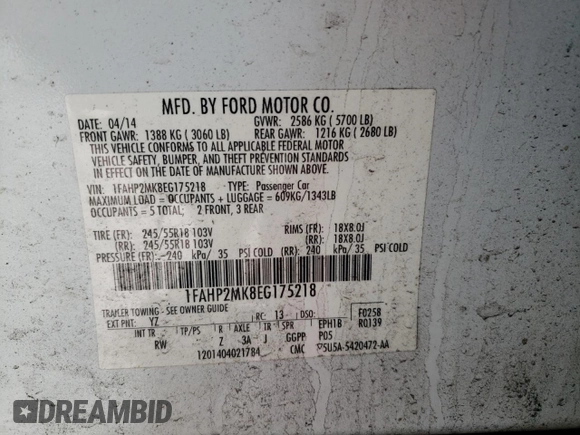 MFD. BY FORD MOTOR CO.
DATE: 04/14 GVWR: 2586 KG ( 5700 LB)
FRONT GAWR: 1388 KG ( 3060 LB) REAR GAWR: 1216 KG ( 2680 LB)
THIS VEHICLE CONFORMS TO ALL APPLICABLE FEDERAL MOTOR
VEHICLE SAFETY, BUMPER, AND THEFT PREVENTION STANDARDS
IN EFFECT ON THE DATE OF MANUFACTURE SHOWN ABOVE.
VIN: 1FAHP2MK8EG175218 TYPE: Passenger Car
MAXIMUM LOAD = OCCUPANTS + LUGGAGE = 609KG/1343LB
OCCUPANTS = 5 TOTAL: 2 FRONT, 3 REAR
TIRE (FR): 245/55R18 103V RIMS (FR): 18X8.0J
(RR): 245/55R18 103V (RR): 18X8.0J
PRESSURE: (FR): 240 kPa/ 35 PSI COLD (RR): 240 kPa/ 35 PSI COLD
1FAHP2MK8EG175218
TRAILER TOWING - SEE OWNER GUIDE
EXT PNT: YZ RC: 13 DSO: F0258
R0139
INT TR TP/PS R AXLE TR SPR EPH18
RW Z 3A J GGPP P05
1201404021784 CMC 5U5A-5420472-AA
DREAMBID